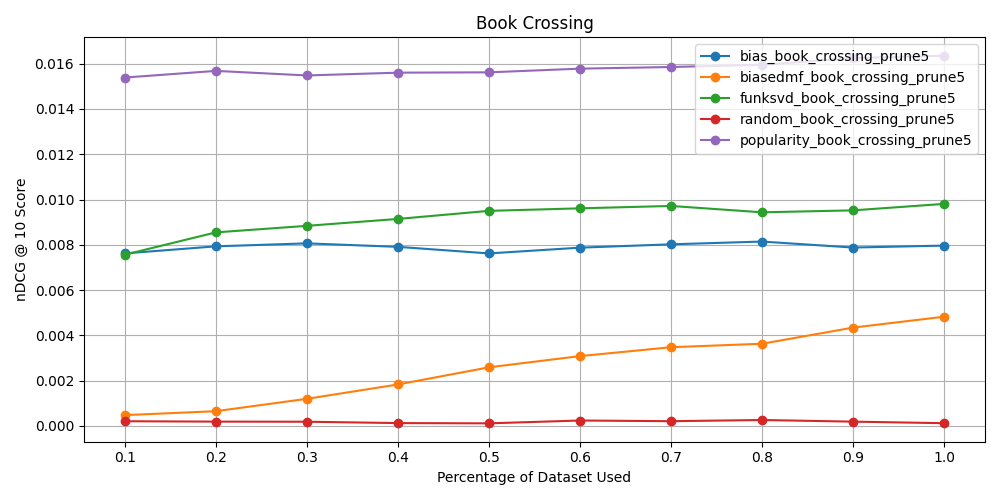 Book Crossing
bias_book_crossing_prune5
biasedmf_book_crossing_prune5
funksvd_book_crossing_prune5
random_book_crossing_prune5
popularity_book_crossing_prune5
nDCG @ 10 Score
0.016
0.014
0.012
0.010
0.008
0.006
0.004
0.002
0.000
0.1 0.2 0.3 0.4 0.5 0.6 0.7 0.8 0.9 1.0
Percentage of Dataset Used